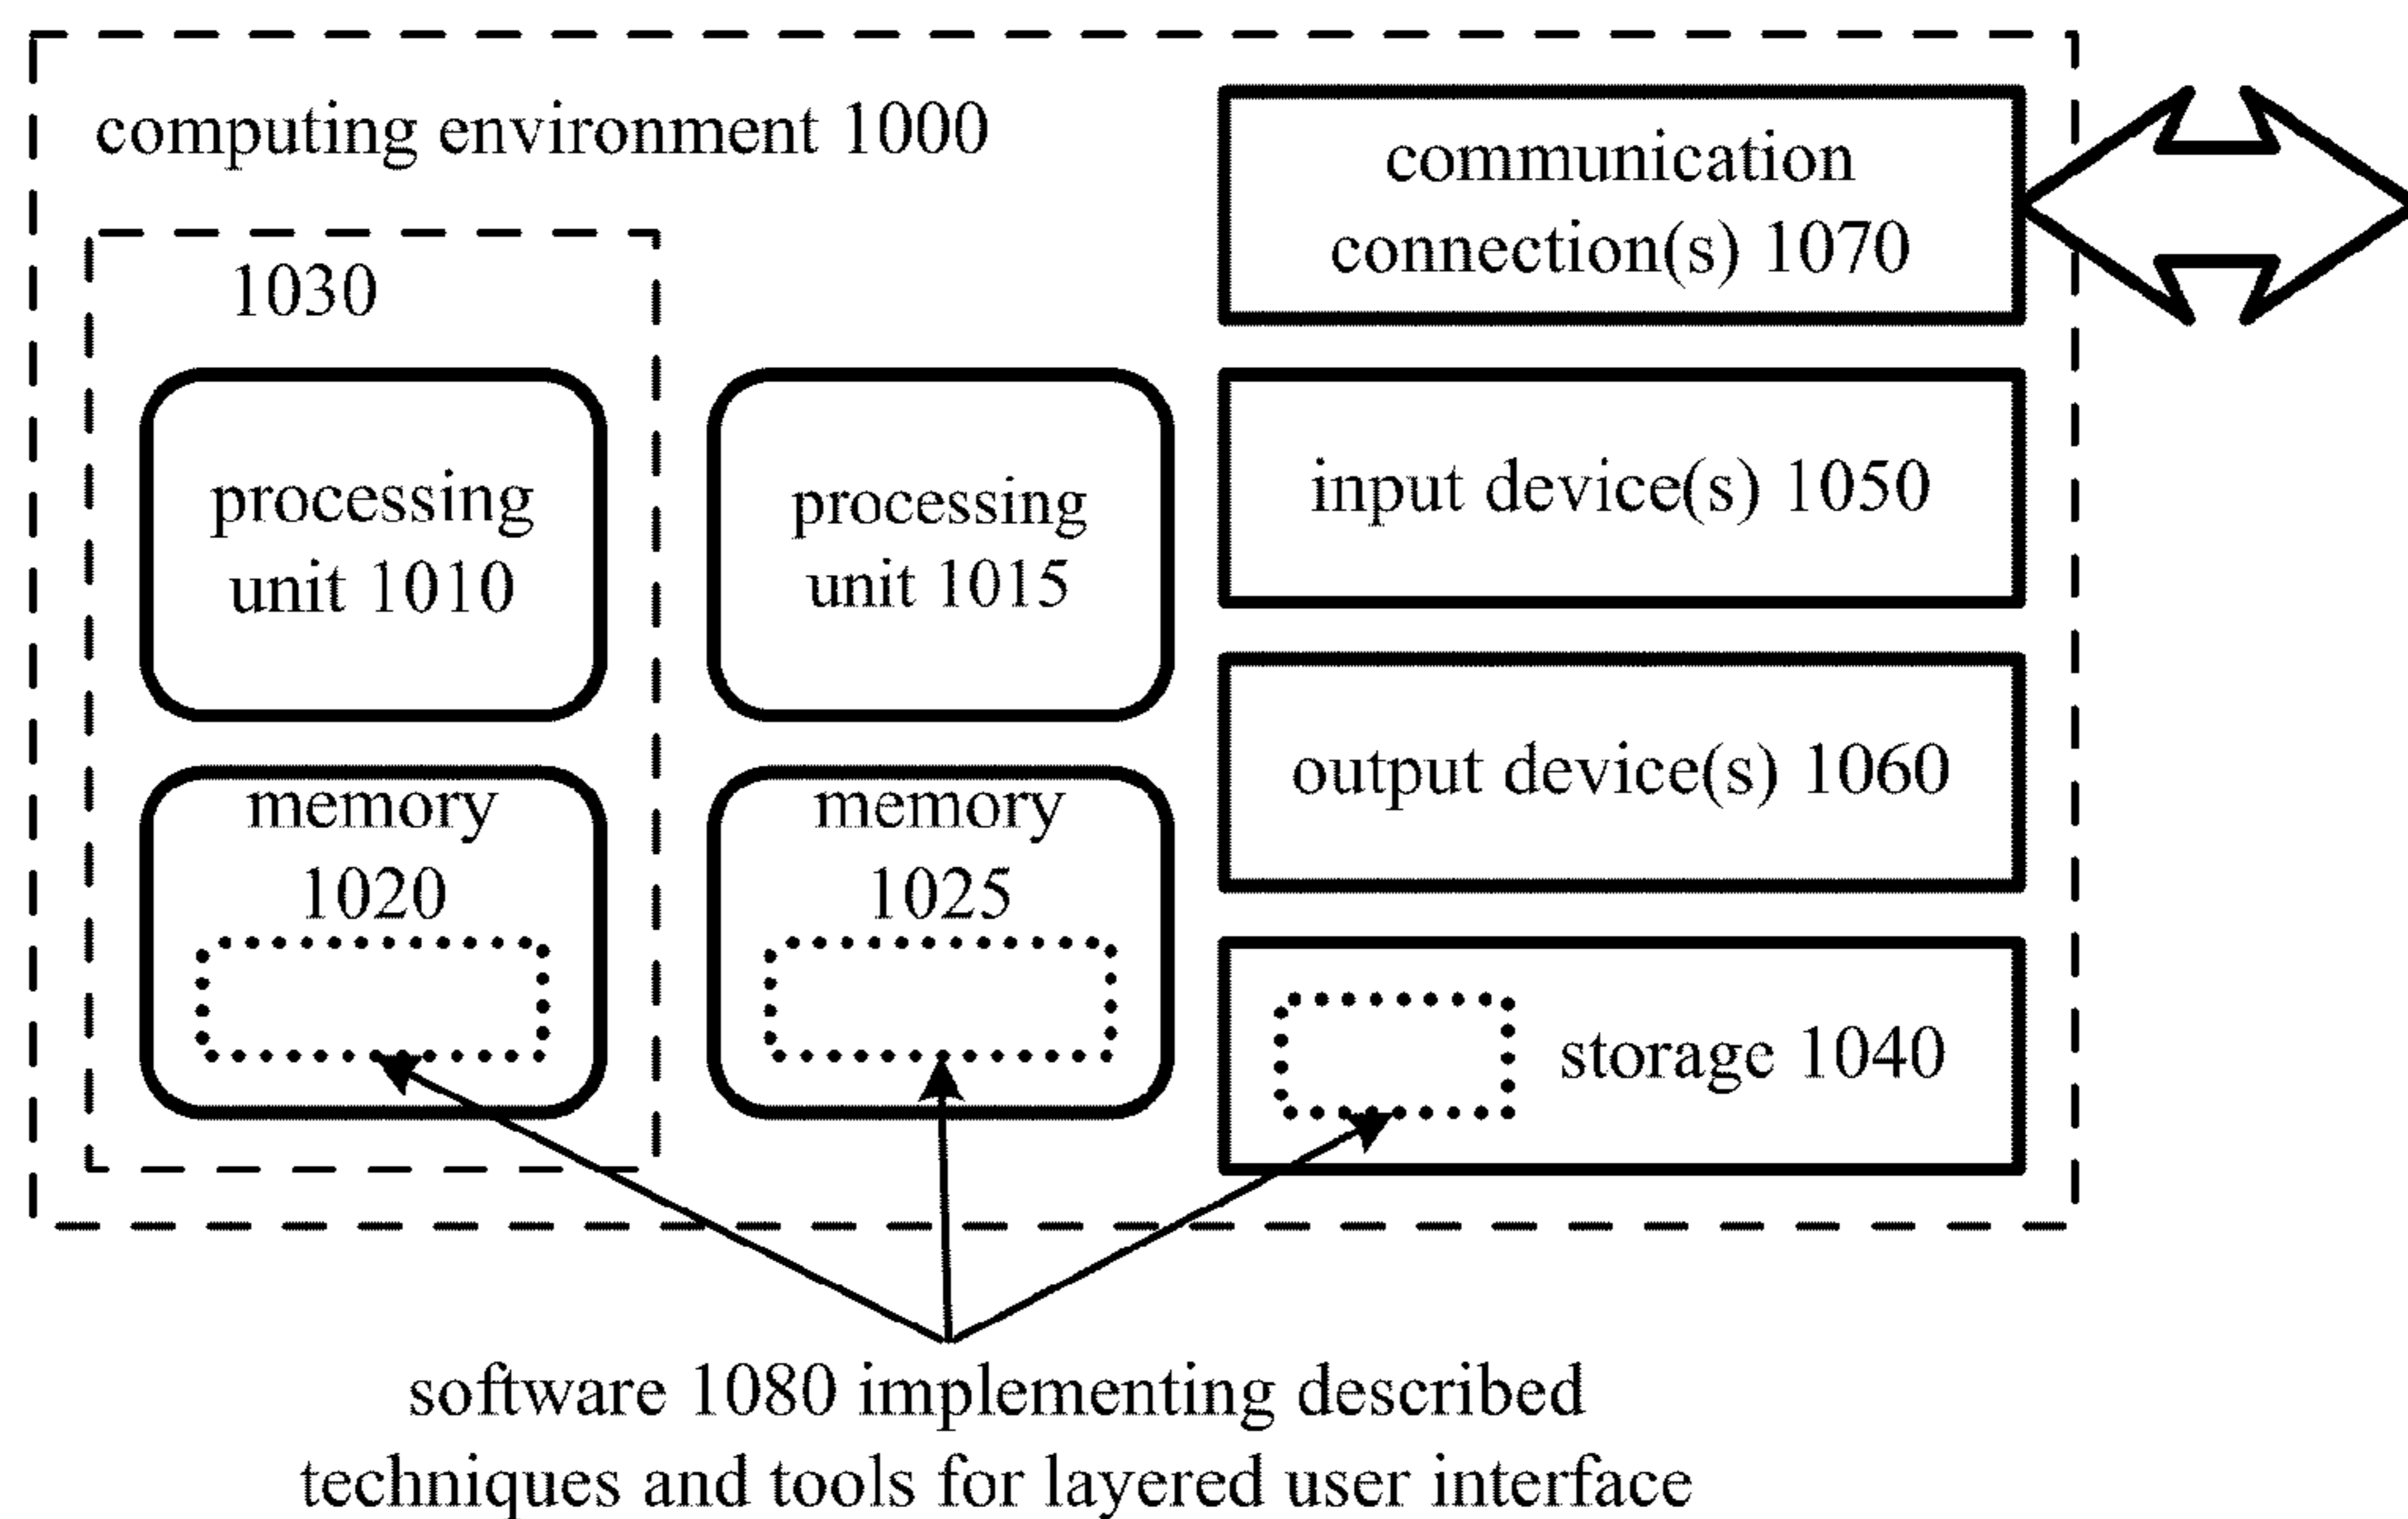 computing environment 1000
communication
connection(s) 1070
1030
processing
unit 1010
processing
unit 1015
input device(s) 1050
output device(s) 1060
memory
1020
memory
1025
storage 1040
software 1080 implementing described
techniques and tools for layered user interface